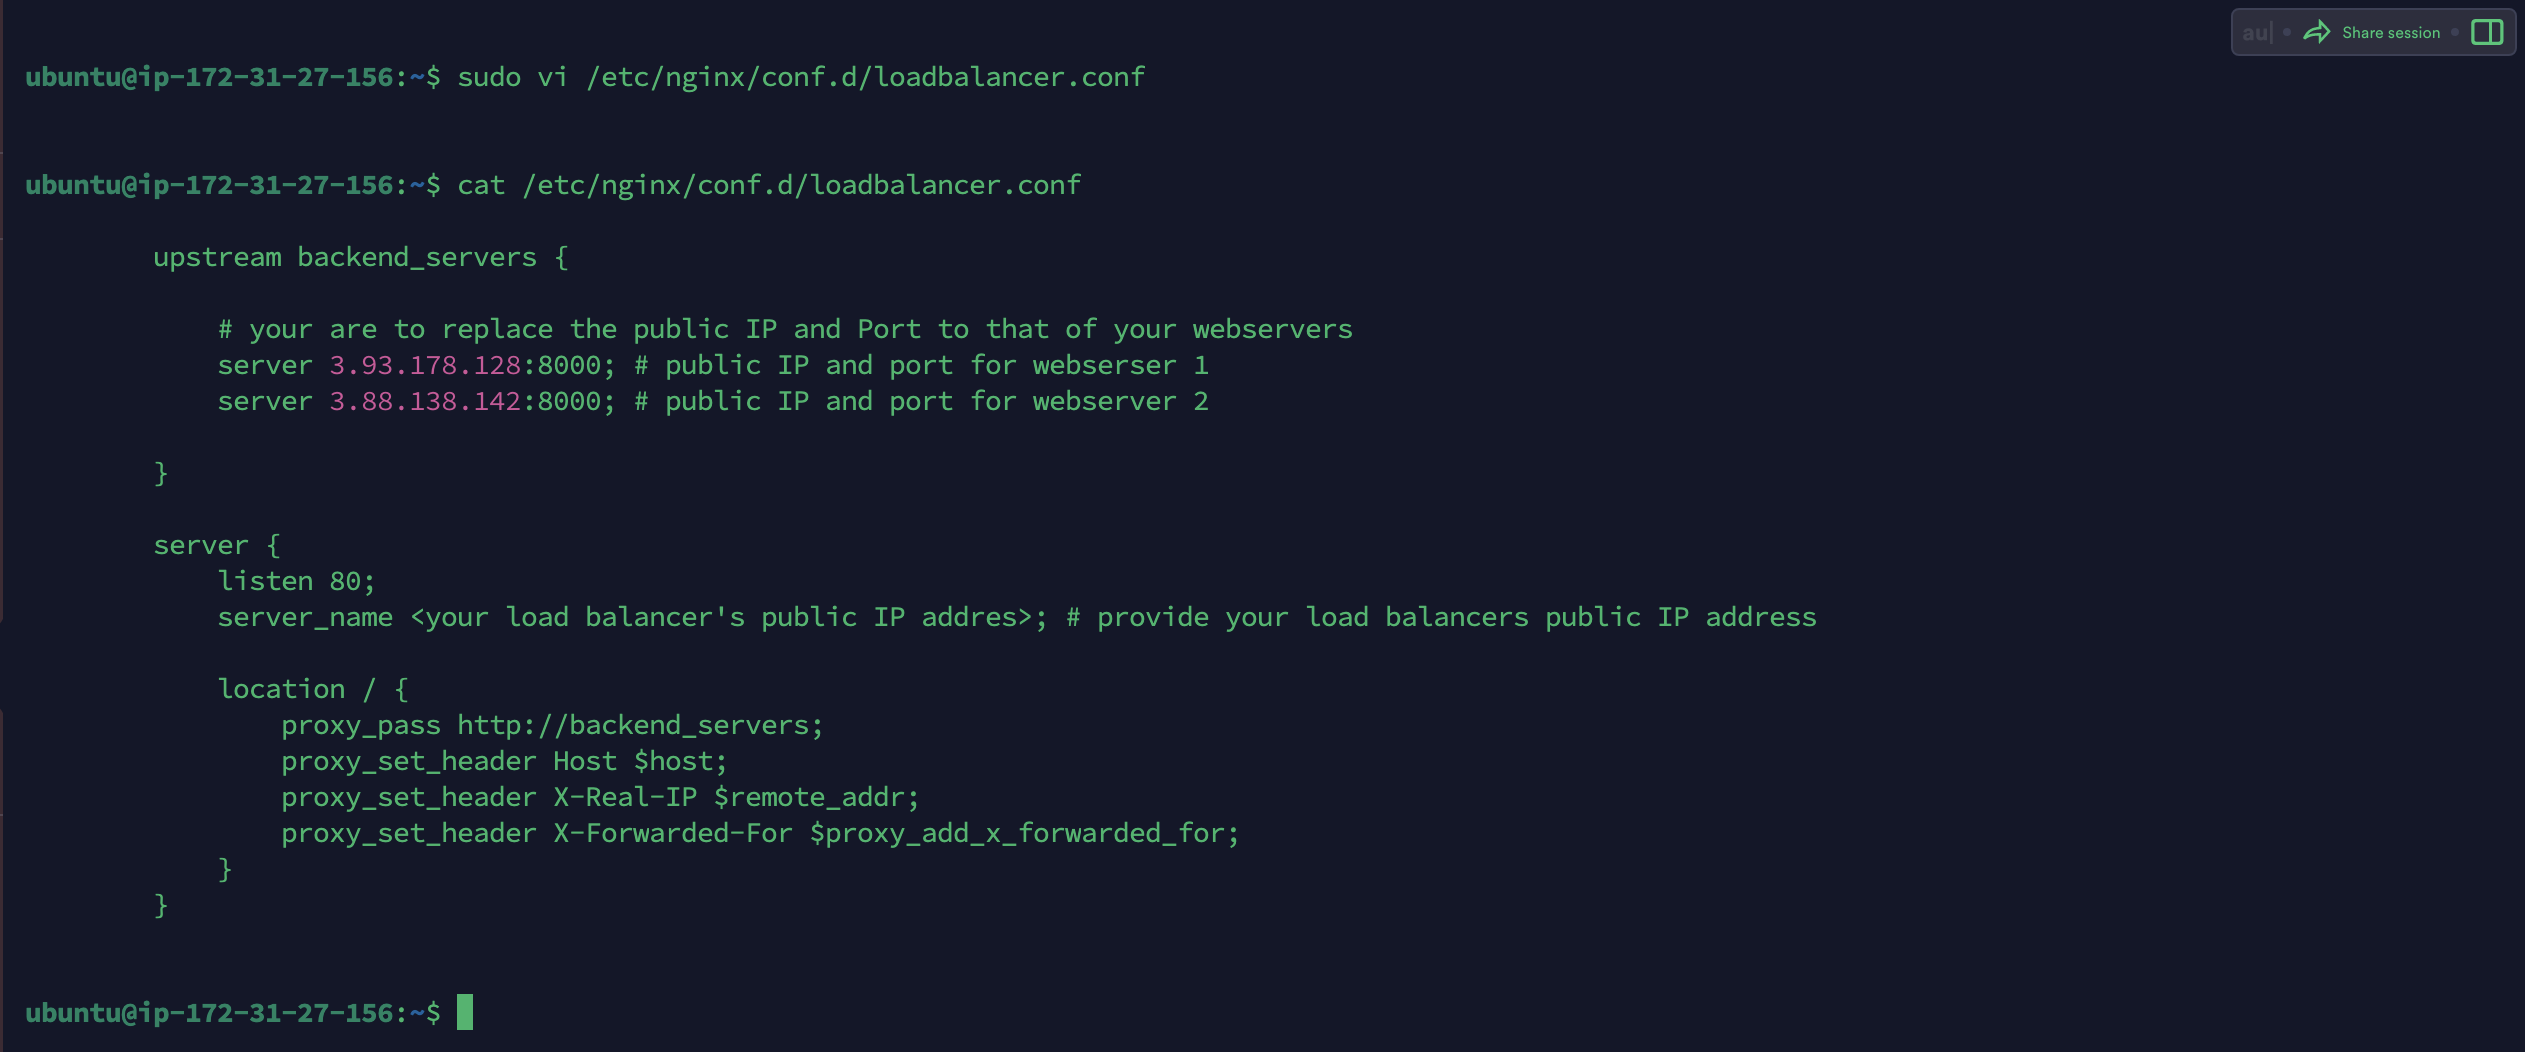 au
Share session
ubuntu@ip-172-31-27-156:~$ sudo vi /etc/nginx/conf.d/loadbalancer.conf
ubuntu@ip-172-31-27-156:~$ cat /etc/nginx/conf.d/loadbalancer.conf
upstream backend_servers {
# your are to replace the public IP and Port to that of your webservers
server 3.93.178.128:8000; # public IP and port for webserser 1
server 3.88.138.142:8000; # public IP and port for webserver 2
}
server {
listen 80;
server_name <your load balancer's public IP addres>; # provide your load balancers public IP address
location / {
proxy_pass http://backend_servers;
proxy_set_header Host $host;
proxy_set_header X-Real-IP $remote_addr;
proxy_set_header X-Forwarded-For $proxy_add_x_forwarded_for;
}
}
ubuntu@ip-172-31-27-156:~$